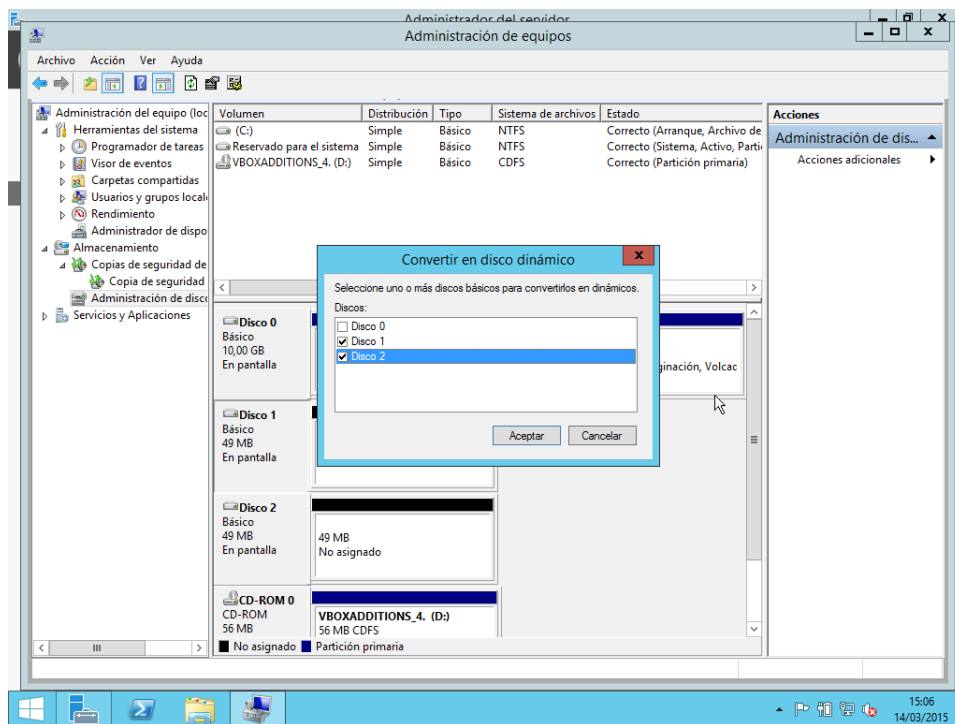 Administrador del servidor
Administración de equipos
Archivo Acción Ver Ayuda
Administración del equipo (loc
Herramientas del sistema
Programador de tareas
Visor de eventos
Carpetas compartidas
Usuarios y grupos locale
Rendimiento
Administrador de dispo
Almacenamiento
Copias de seguridad de
Copia de seguridad
Administración de disco
Servicios y Aplicaciones
Volumen Distribución Tipo Sistema de archivos Estado
(C:) Simple Básico NTFS Correcto (Arranque, Archivo de
Reservado para el sistema Simple Básico NTFS Correcto (Sistema, Activo, Parti
VBOXADDITIONS_4. (D:) Simple Básico CDFS Correcto (Partición primaria)
Acciones
Administración de dis...
Acciones adicionales
Convertir en disco dinámico
Seleccione uno o más discos básicos para convertirlos en dinámicos.
Discos:
Disco 0
Disco 1
Disco 2
Aceptar Cancelar
Disco 0
Básico
10,00 GB
En pantalla
ginación, Volcac
Disco 1
Básico
49 MB
En pantalla
Disco 2
Básico
49 MB
En pantalla
49 MB
No asignado
CD-ROM 0
CD-ROM
56 MB
VBOXADDITIONS_4. (D:)
56 MB CDFS
No asignado Partición primaria
15:06
14/03/2015